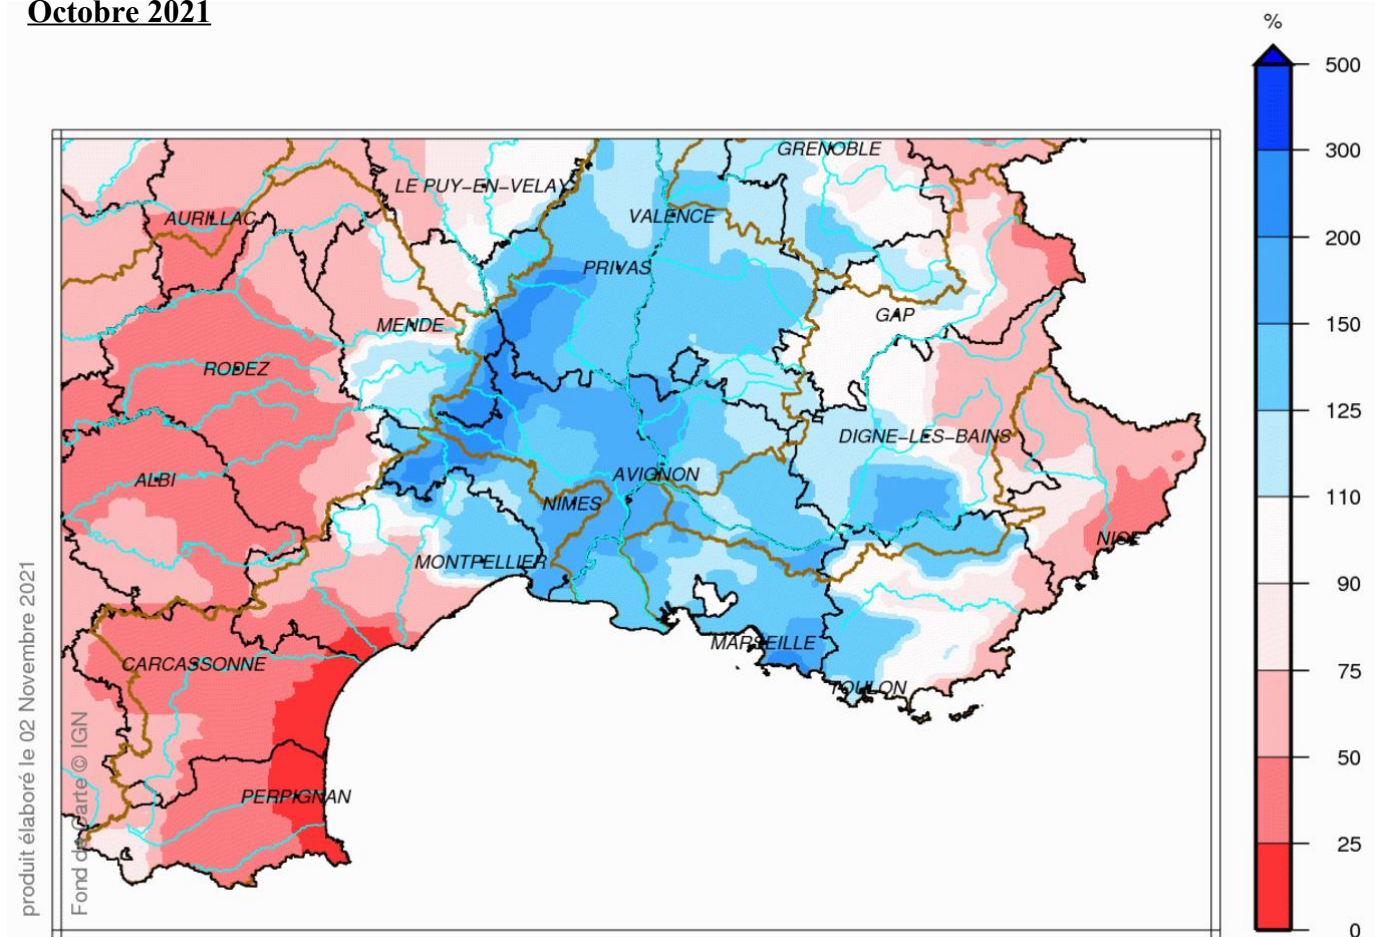 Octobre 2021
%
500
300
200
150
125
110
90
75
50
25
0
GRENOBLE
LE PUY-EN-VELAY
AURILLAC
VALENCE
PRIVAS
GAP
MENDE
RODEZ
DIGNE-LES-BAINS
ALBI
AVIGNON
NIMES
NICE
MONTPELLIER
MARSEILLE
CARCASSONNE
TOULON
PERPIGNAN
produit élaboré le 02 Novembre 2021
Fond de Carte © IGN